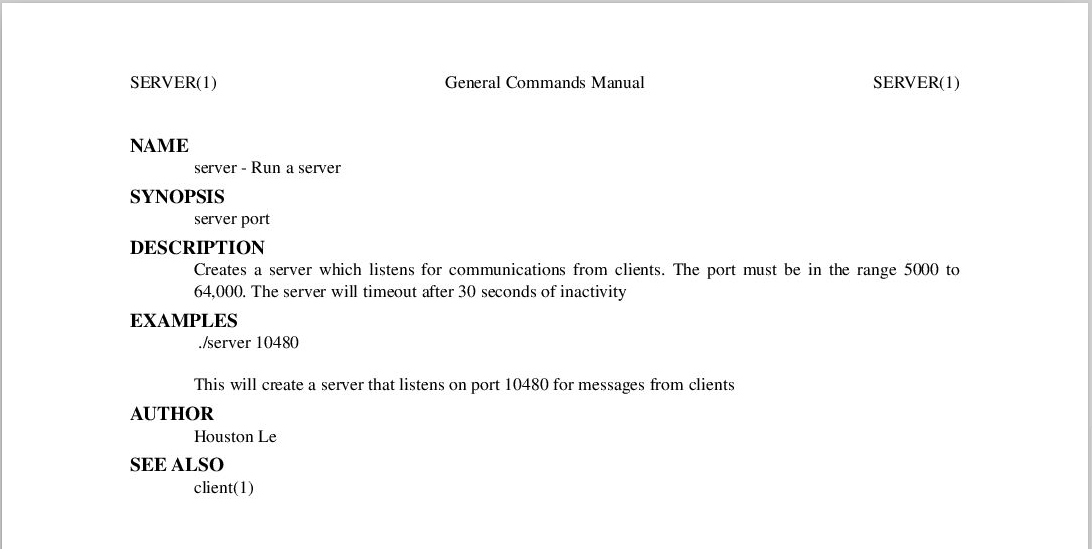 SERVER(1) General Commands Manual SERVER(1)
NAME
server - Run a server
SYNOPSIS
server port
DESCRIPTION
Creates a server which listens for communications from clients. The port must be in the range 5000 to
64,000. The server will timeout after 30 seconds of inactivity
EXAMPLES
./server 10480
This will create a server that listens on port 10480 for messages from clients
AUTHOR
Houston Le
SEE ALSO
client(1)